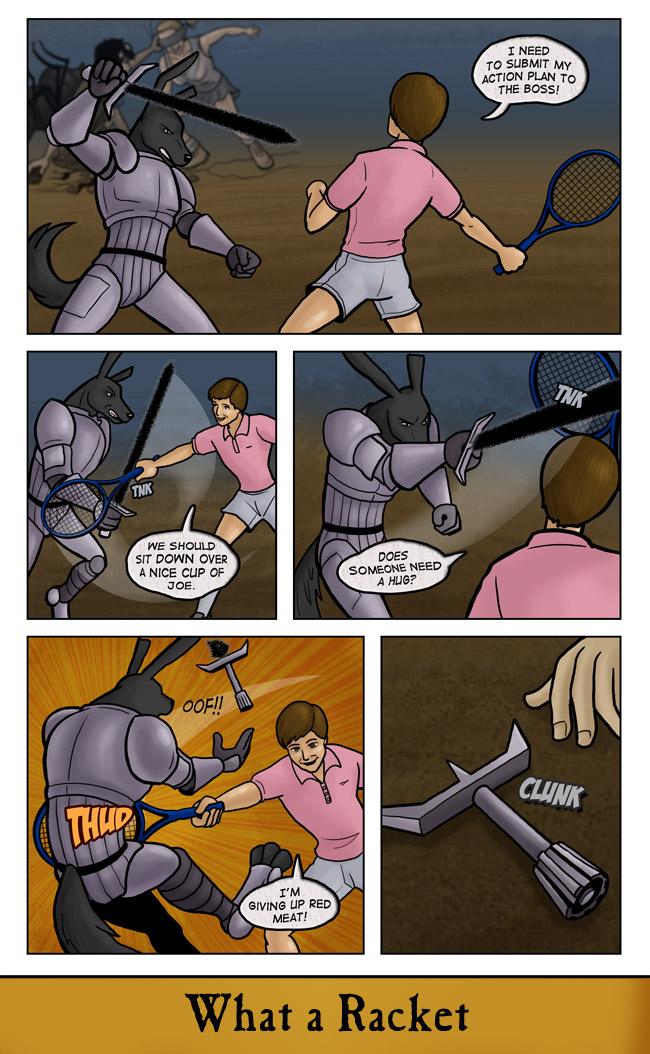 I NEED
TO SUBMIT MY
ACTION PLAN TO
THE BOSS!
TNK
WE SHOULD
SIT DOWN OVER
A NICE CUP OF
JOE.
TNK
DOES
SOMEONE NEED
A HUG?
OOF!!
THUD
I'M
GIVING UP RED
MEAT!
CLUNK
What a Racket